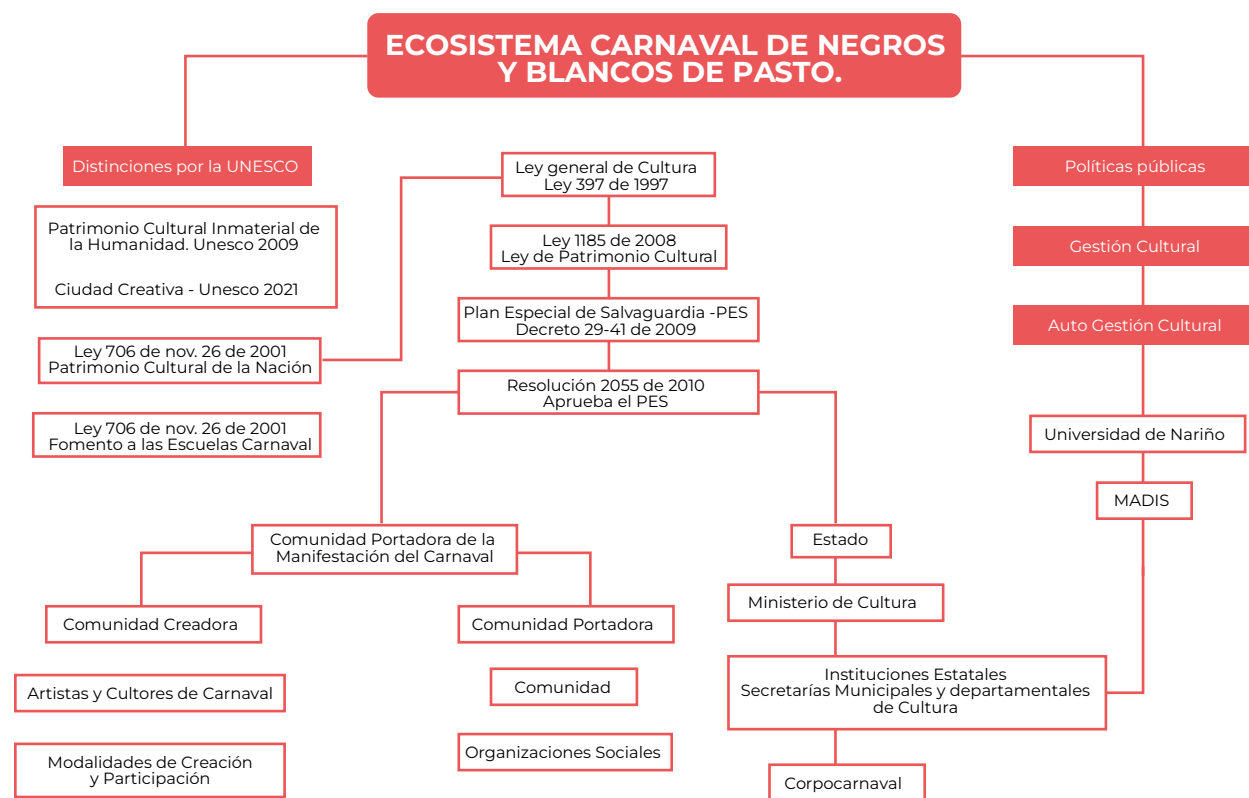 ECOSISTEMA CARNAVAL DE NEGROS
Y BLANCOS DE PASTO.
Distinciones por la UNESCO
Patrimonio Cultural Inmaterial de
la Humanidad. Unesco 2009
Ciudad Creativa - Unesco 2021
Ley 706 de nov. 26 de 2001
Patrimonio Cultural de la Nación
Ley 706 de nov. 26 de 2001
Fomento a las Escuelas Carnaval
Ley general de Cultura
Ley 397 de 1997
Ley 1185 de 2008
Ley de Patrimonio Cultural
Plan Especial de Salvaguardia -PES
Decreto 29-41 de 2009
Resolución 2055 de 2010
Aprueba el PES
Políticas públicas
Gestión Cultural
Auto Gestión Cultural
Universidad de Nariño
MADIS
Comunidad Portadora de la
Manifestación del Carnaval
Comunidad Creadora
Artistas y Cultores de Carnaval
Modalidades de Creación
y Participación
Comunidad Portadora
Comunidad
Organizaciones Sociales
Estado
Ministerio de Cultura
Instituciones Estatales
Secretarías Municipales y departamentales
de Cultura
Corpocarnaval